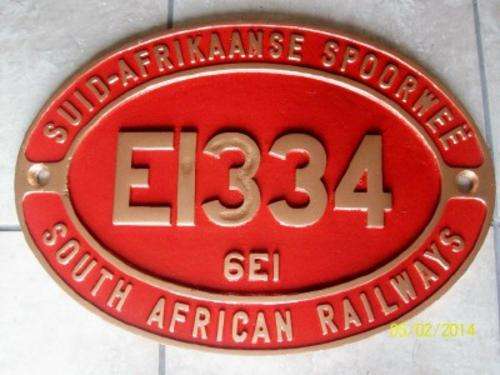 SUID-AFRIKAANSE SPOORWEË
E1334
6E1
SOUTH AFRICAN RAILWAYS
05/02/2014